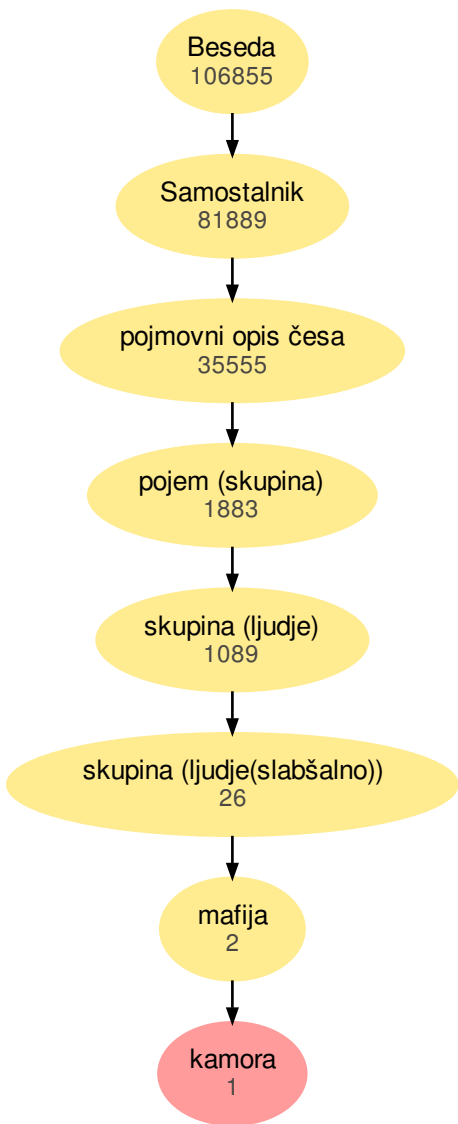 Beseda
106855
Samostalnik
81889
pojmovni opis česa
35555
pojem (skupina)
1883
skupina (ljudje)
1089
skupina (ljudje(slabšalno))
26
mafija
2
kamora
1